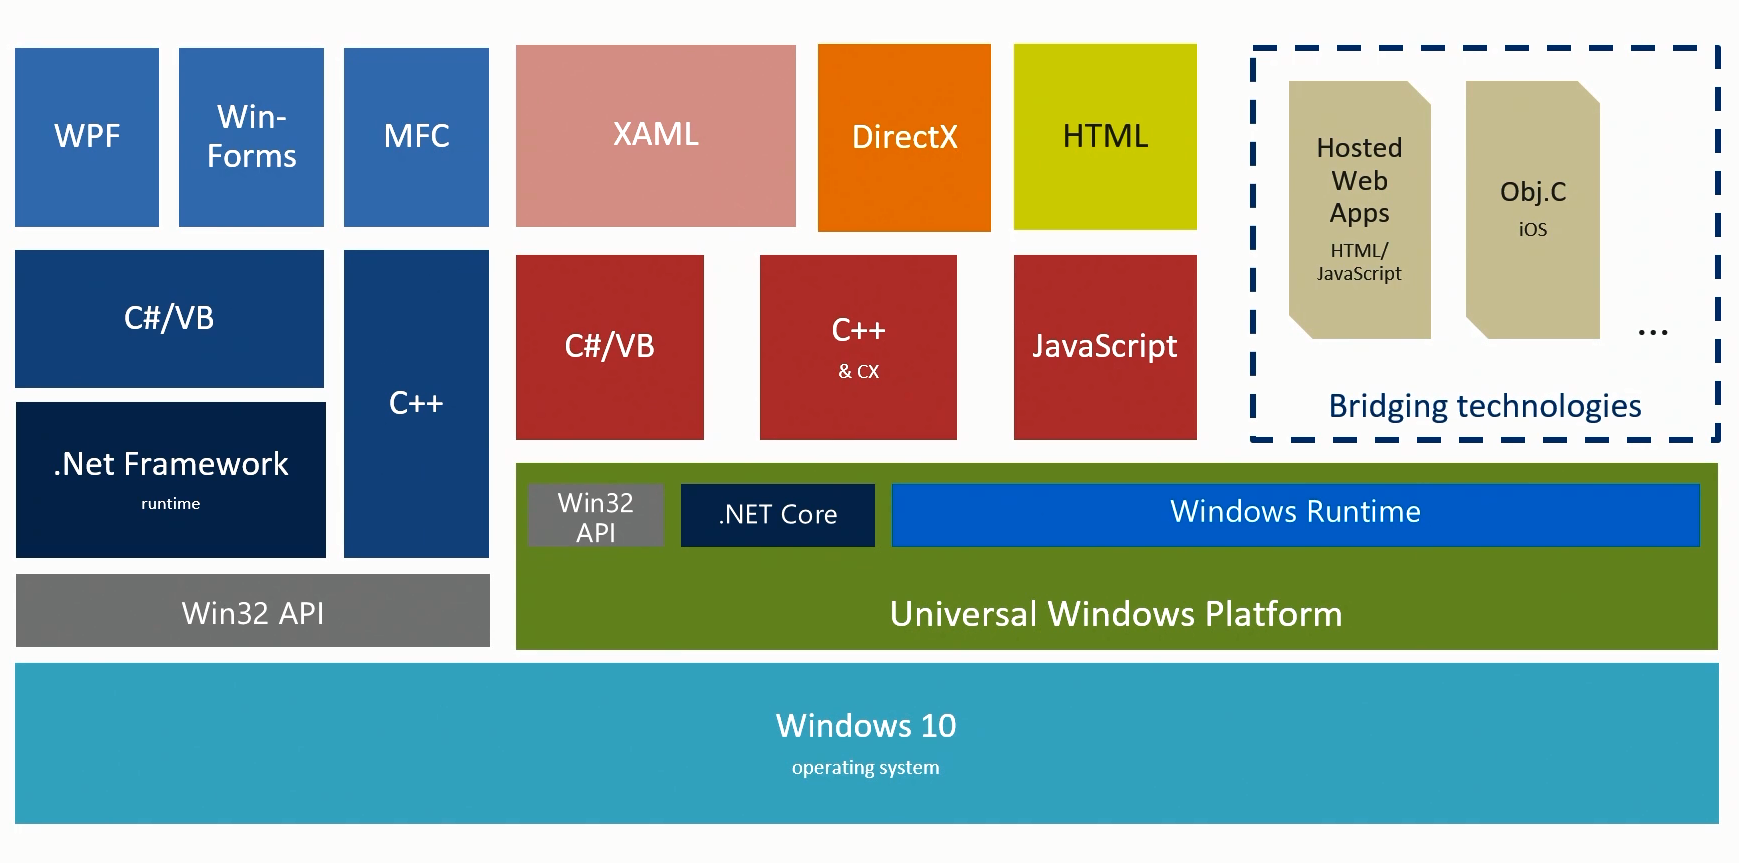 WPF
Win-
Forms
MFC
XAML
DirectX
HTML
Hosted
Web
Apps
HTML/
JavaScript
Obj.C
iOS
...
Bridging technologies
C#/VB
C++
.Net Framework
runtime
C#/VB
C++
& CX
JavaScript
Win32 API
Win32
API
.NET Core
Windows Runtime
Universal Windows Platform
Windows 10
operating system